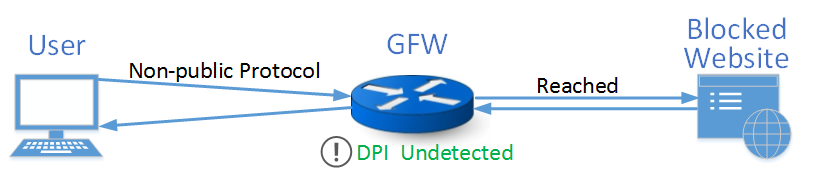 User
GFW
Blocked
Website
Non-public Protocol
Reached
DPI Undetected